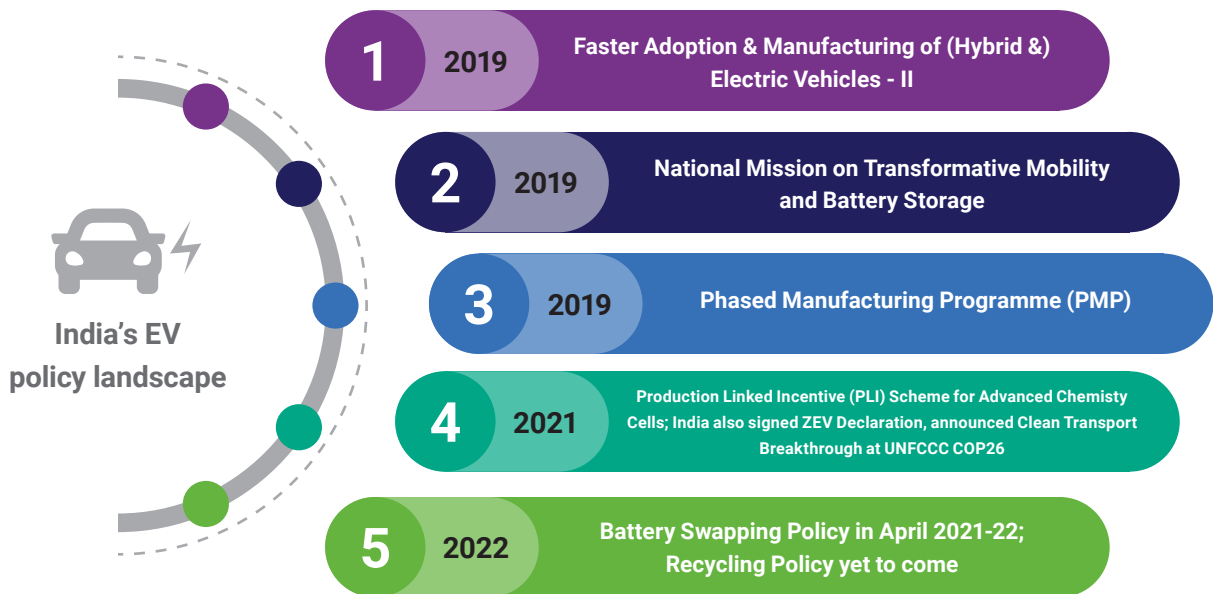 India's EV
policy landscape
1
2019
Faster Adoption & Manufacturing of (Hybrid &)
Electric Vehicles - II
2
2019
National Mission on Transformative Mobility
and Battery Storage
3
2019
Phased Manufacturing Programme (PMP)
4
2021
Production Linked Incentive (PLI) Scheme for Advanced Chemisty
Cells; India also signed ZEV Declaration, announced Clean Transport
Breakthrough at UNFCCC COP26
5
2022
Battery Swapping Policy in April 2021-22;
Recycling Policy yet to come